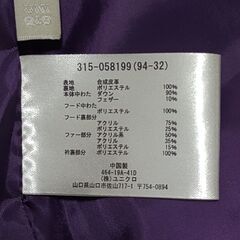 315-058199(94-32)
表地 合成皮革
裏地 ポリエステル 100%
本体中わた ダウン 90%
フェザー 10%
フード中わた
ポリエステル 100%
フード裏部分
アクリル 75%
ポリエステル 25%
ファー部分 アクリル 50%
アクリル系 35%
ポリエステル 15%
衿裏部分
ポリエステル 100%
中国製
464-19A-41D
(株)ユニクロ
山口県山口市佐山717-1 〒754-0894